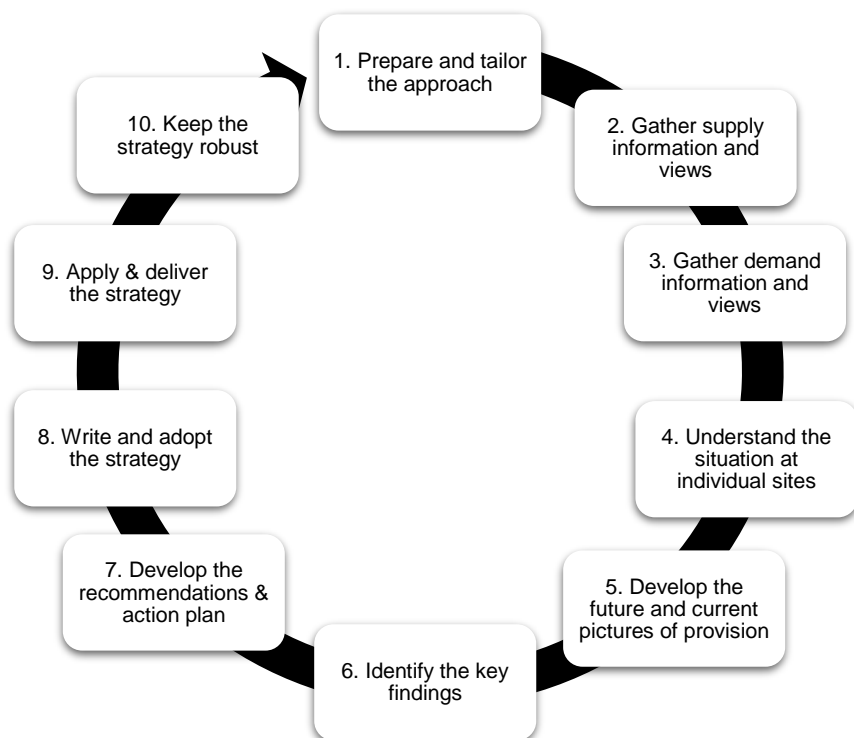 1. Prepare and tailor
the approach
2. Gather supply
information and
views
3. Gather demand
information and
views
4. Understand the
situation at
individual sites
5. Develop the
future and current
pictures of provision
6. Identify the key
findings
7. Develop the
recommendations &
action plan
8. Write and adopt
the strategy
9. Apply & deliver
the strategy
10. Keep the
strategy robust